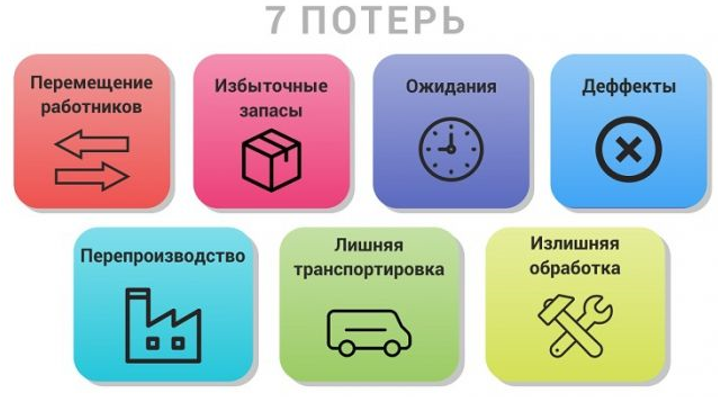 7 ПОТЕРЬ
Перемещение
работников
Избыточные
запасы
Ожидания
Деффекты
Перепроизводство
Лишняя
транспортировка
Излишняя
обработка